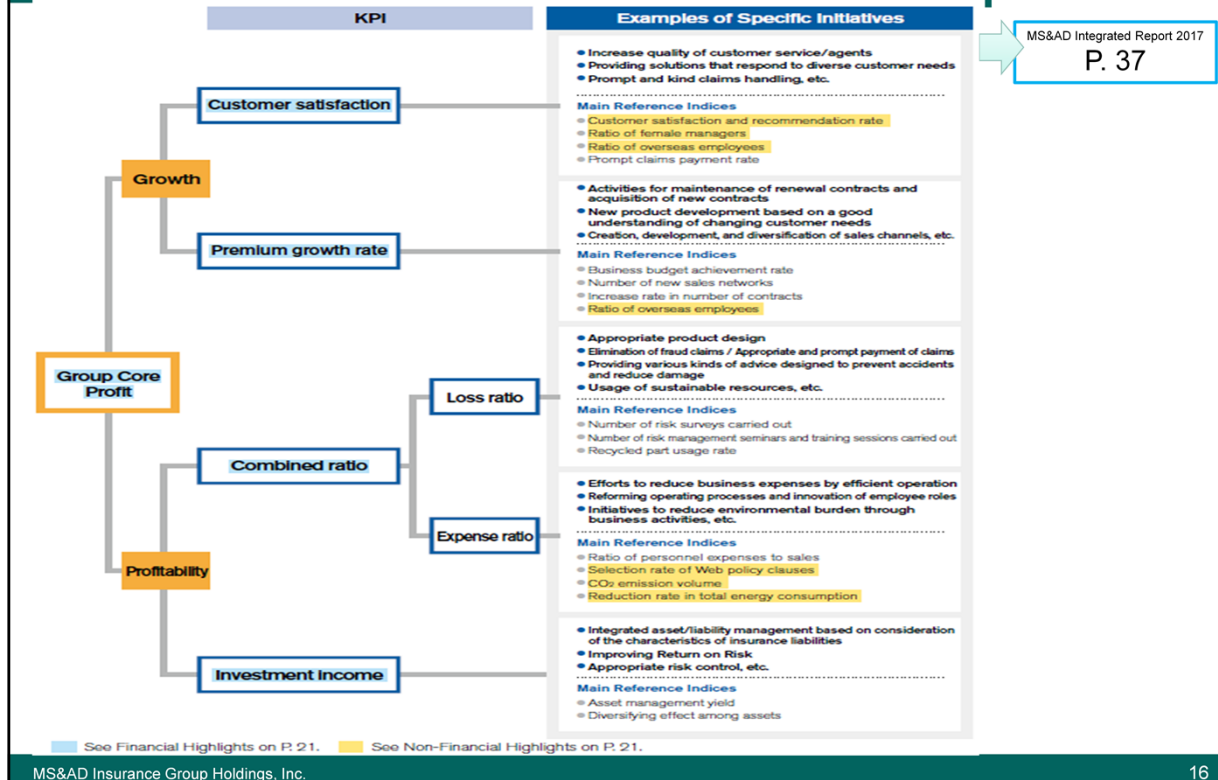 KPI
Examples of Specific Initiatives
MS&AD Integrated Report 2017
P. 37
Group Core
Profit
Growth
Customer satisfaction
• Increase quality of customer service/agents
• Providing solutions that respond to diverse customer needs
• Prompt and kind claims handling, etc.
Main Reference Indices
• Customer satisfaction and recommendation rate
• Ratio of female managers
• Ratio of overseas employees
• Prompt claims payment rate
Premium growth rate
• Activities for maintenance of renewal contracts and
acquisition of new contracts
• New product development based on a good
understanding of changing customer needs
• Creation, development, and diversification of sales channels, etc.
Main Reference Indices
• Business budget achievement rate
• Number of new sales networks
• Increase rate in number of contracts
• Ratio of overseas employees
Profitability
Combined ratio
Loss ratio
• Appropriate product design
• Elimination of fraud claims / Appropriate and prompt payment of claims
• Providing various kinds of advice designed to prevent accidents
and reduce damage
• Usage of sustainable resources, etc.
Main Reference Indices
• Number of risk surveys carried out
• Number of risk management seminars and training sessions carried out
• Recycled part usage rate
Expense ratio
• Efforts to reduce business expenses by efficient operation
• Reforming operating processes and innovation of employee roles
• Initiatives to reduce environmental burden through
business activities, etc.
Main Reference Indices
• Ratio of personnel expenses to sales
• Selection rate of Web policy clauses
• CO₂ emission volume
• Reduction rate in total energy consumption
Investment income
• Integrated asset/liability management based on consideration
of the characteristics of insurance liabilities
• Improving Return on Risk
• Appropriate risk control, etc.
Main Reference Indices
• Asset management yield
• Diversifying effect among assets
See Financial Highlights on P. 21.
See Non-Financial Highlights on P. 21.
MS&AD Insurance Group Holdings, Inc.
16